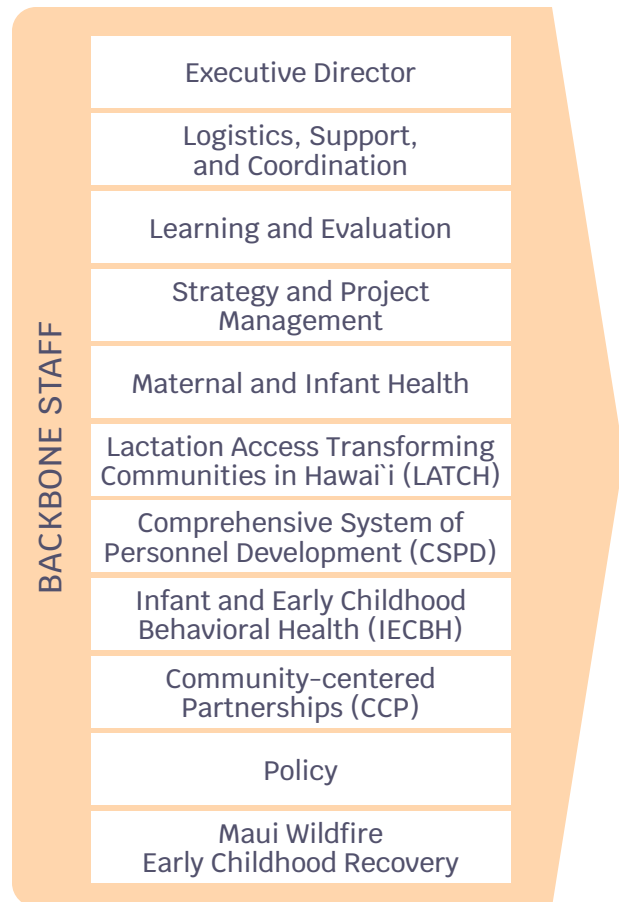 BACKBONE STAFF
Executive Director
Logistics, Support,
and Coordination
Learning and Evaluation
Strategy and Project
Management
Maternal and Infant Health
Lactation Access Transforming
Communities in Hawai`i (LATCH)
Comprehensive System of
Personnel Development (CSPD)
Infant and Early Childhood
Behavioral Health (IECBH)
Community-centered
Partnerships (CCP)
Policy
Maui Wildfire
Early Childhood Recovery